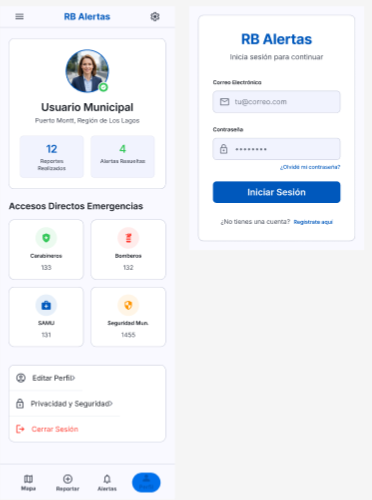 RB Alertas
Usuario Municipal
Puerto Montt, Región de Los Lagos
12
Reportes
Realizados
4
Alertas Resueltas
Accesos Directos Emergencias
Carabineros
133
Bomberos
132
SAMU
131
Seguridad Mun.
1455
Editar Perfil
Privacidad y Seguridad
Cerrar Sesión
Mapa
Reportar
Alertas
RB Alertas
Inicia sesión para continuar
Correo Electrónico
tu@correo.com
Contraseña
¿Olvidé mi contraseña?
Iniciar Sesión
¿No tienes una cuenta? Regístrate aquí